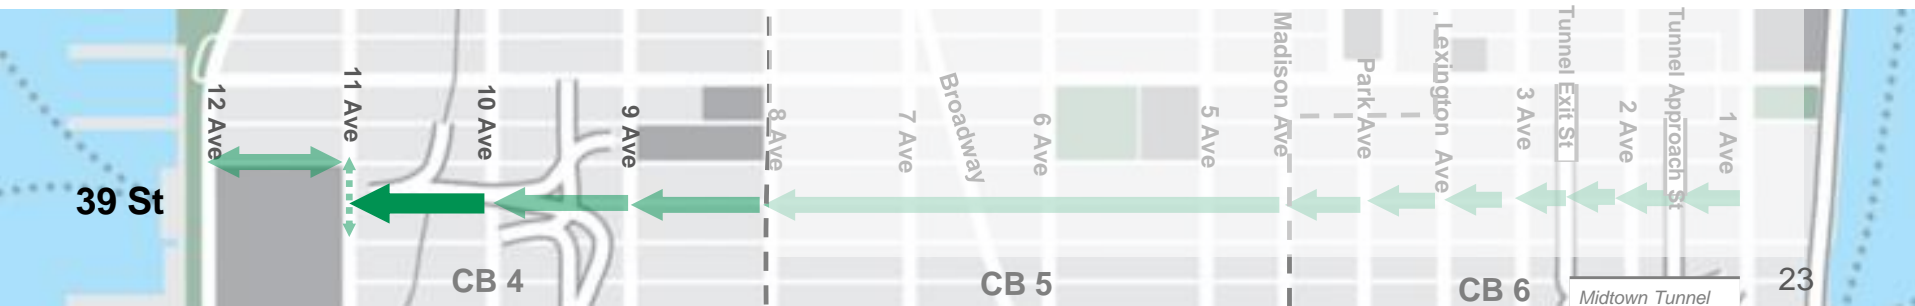 12 Ave
11 Ave
10 Ave
9 Ave
8 Ave
7 Ave
Broadway
6 Ave
5 Ave
Madison Ave
Park Ave
Lexington Ave
3 Ave
Tunnel Exit St
2 Ave
Tunnel Approach St
1 Ave
39 St
CB 4
CB 5
CB 6
Midtown Tunnel
23